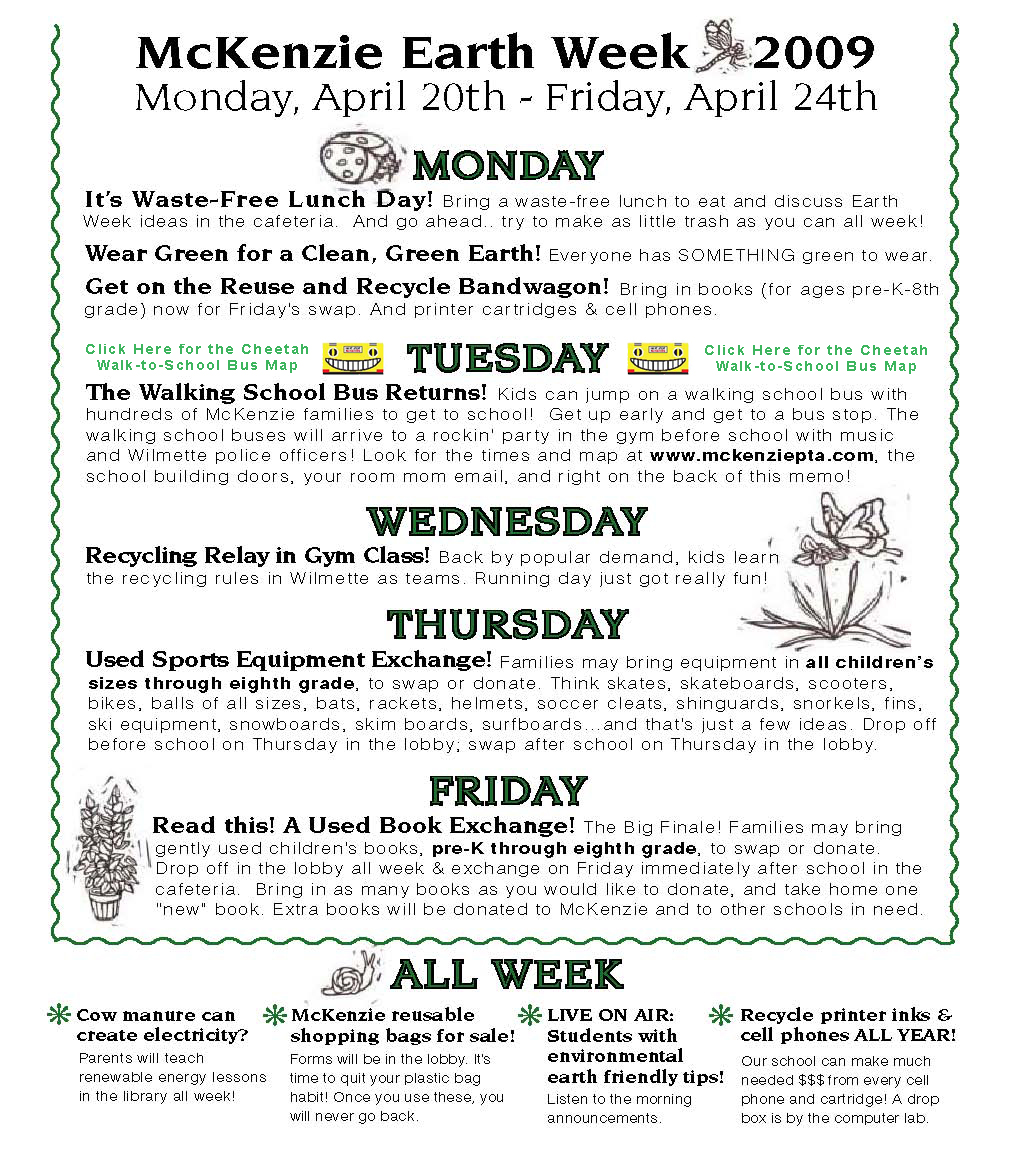 McKenzie Earth Week 2009
Monday, April 20th - Friday, April 24th
MONDAY
It's Waste-Free Lunch Day! Bring a waste-free lunch to eat and discuss Earth
Week ideas in the cafeteria. And go ahead.. try to make as little trash as you can all week!
Wear Green for a Clean, Green Earth! Everyone has SOMETHING green to wear.
Get on the Reuse and Recycle Bandwagon! Bring in books (for ages pre-K-8th
grade) now for Friday's swap. And printer cartridges & cell phones.
Click Here for the Cheetah
Walk-to-School Bus Map
TUESDAY
Click Here for the Cheetah
Walk-to-School Bus Map
The Walking School Bus Returns! Kids can jump on a walking school bus with
hundreds of McKenzie families to get to school! Get up early and get to a bus stop. The
walking school buses will arrive to a rockin' party in the gym before school with music
and Wilmette police officers! Look for the times and map at www.mckenziepta.com, the
school building doors, your room mom email, and right on the back of this memo!
WEDNESDAY
Recycling Relay in Gym Class! Back by popular demand, kids learn
the recycling rules in Wilmette as teams. Running day just got really fun!
THURSDAY
Used Sports Equipment Exchange! Families may bring equipment in all children's
sizes through eighth grade, to swap or donate. Think skates, skateboards, scooters,
bikes, balls of all sizes, bats, rackets, helmets, soccer cleats, shinguards, snorkels, fins,
ski equipment, snowboards, skim boards, surfboards...and that's just a few ideas. Drop off
before school on Thursday in the lobby; swap after school on Thursday in the lobby.
FRIDAY
Read this! A Used Book Exchange! The Big Finale! Families may bring
gently used children's books, pre-K through eighth grade, to swap or donate.
Drop off in the lobby all week & exchange on Friday immediately after school in the
cafeteria. Bring in as many books as you would like to donate, and take home one
"new" book. Extra books will be donated to McKenzie and to other schools in need.
ALL WEEK
Cow manure can
create electricity?
Parents will teach
renewable energy lessons
in the library all week!
McKenzie reusable
shopping bags for sale!
Forms will be in the lobby. It's
time to quit your plastic bag
habit! Once you use these, you
will never go back.
LIVE ON AIR:
Students with
environmental
earth friendly tips!
Listen to the morning
announcements.
Recycle printer inks &
cell phones ALL YEAR!
Our school can make much
needed $$$ from every cell
phone and cartridge! A drop
box is by the computer lab.